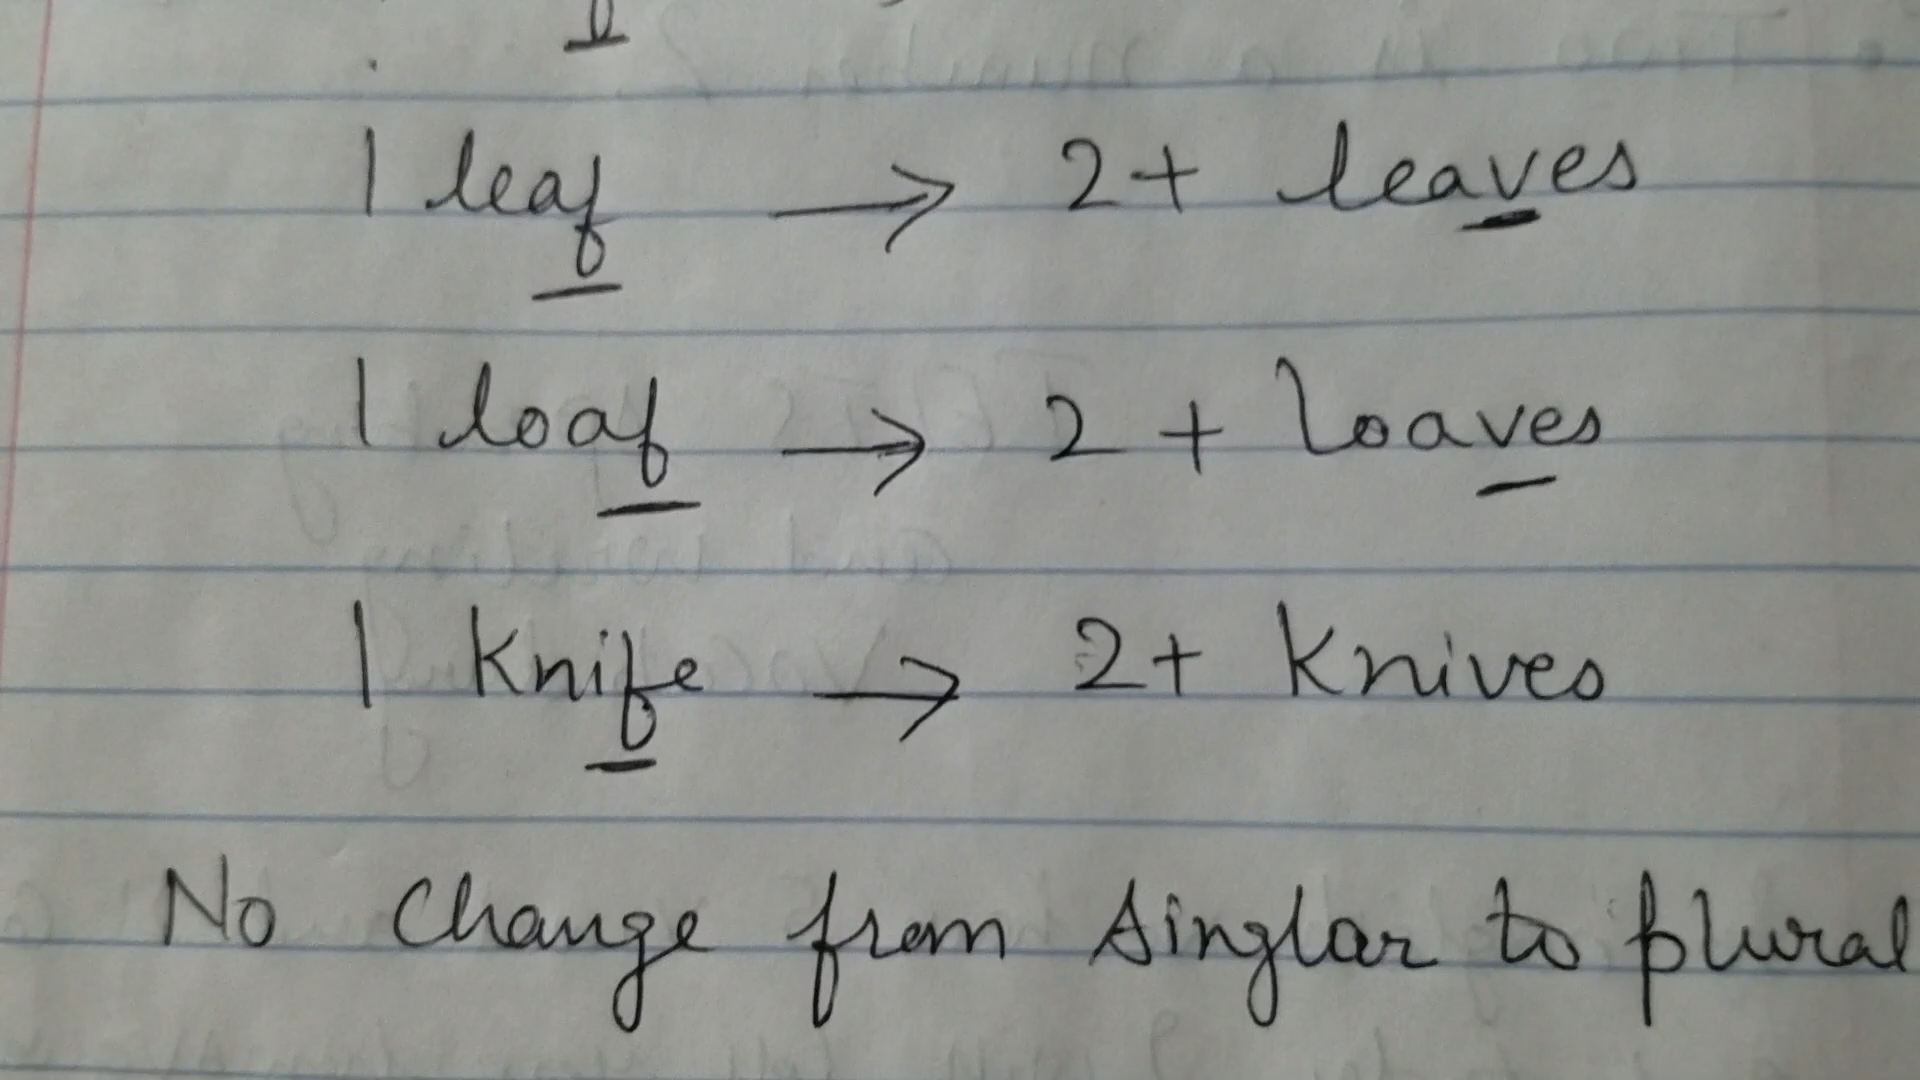 1 leaf → 2+ leaves
1 loaf → 2+ loaves
1 Knife → 2+ Knives
No Change from Singlar to plural